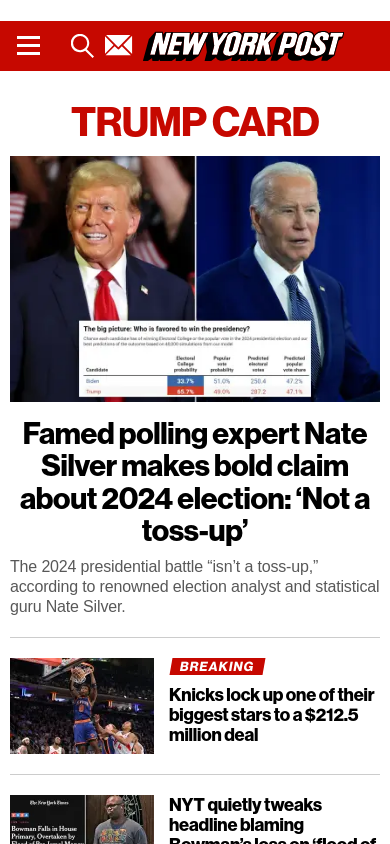 NEW YORK POST
TRUMP CARD
The big picture: Who is favored to win the presidency?
Candidate
Electoral College probability
Popular vote probability
Predicted electoral votes
Predicted popular vote share
Biden 33.7% 51.0% 250.4 47.2%
Trump 65.7% 49.0% 287.2 47.1%
Famed polling expert Nate
Silver makes bold claim
about 2024 election: ‘Not a
toss-up’
The 2024 presidential battle “isn’t a toss-up,”
according to renowned election analyst and statistical
guru Nate Silver.
BREAKING
Knicks lock up one of their
biggest stars to a $212.5
million deal
The New York Times
Bowman Falls in House
Primary, Overtaken by
NYT quietly tweaks
headline blaming
Bowman’s loss on ‘flood of